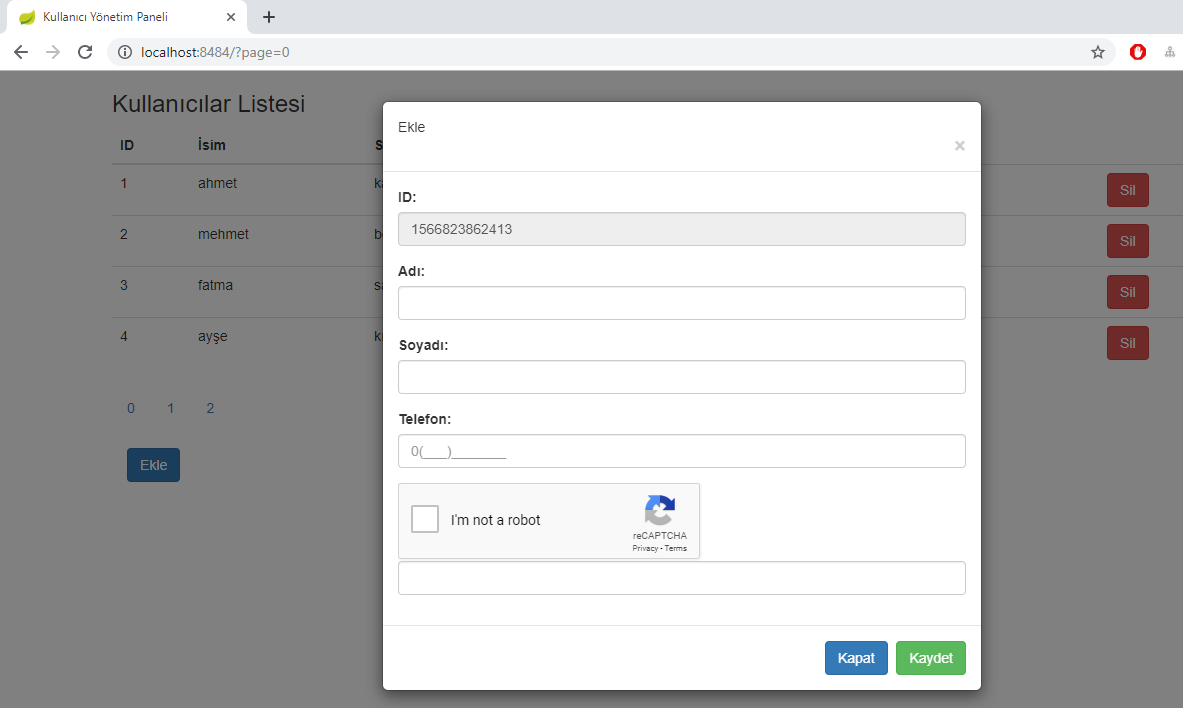 Kullanıcı Yönetim Paneli
localhost:8484/?page=0
Kullanıcılar Listesi
ID İsim S
1 ahmet Sil
2 mehmet Sil
3 fatma Sil
4 ayşe Sil
0 1 2
Ekle
Ekle
×
ID:
1566823862413
Adı:
Soyadı:
Telefon:
0(___)_______
I'm not a robot
reCAPTCHA
Privacy - Terms
Kapat Kaydet